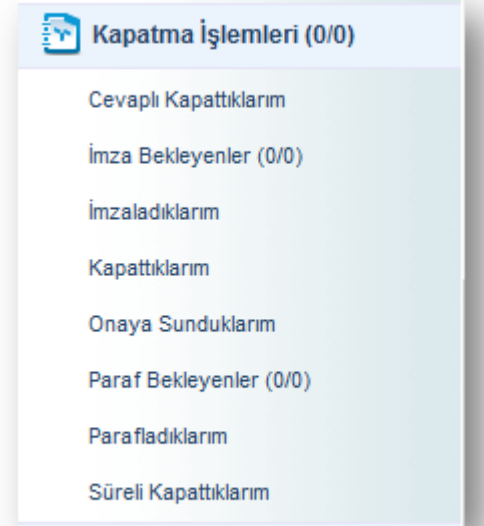 Kapatma İşlemleri (0/0)
Cevaplı Kapattıklarım
İmza Bekleyenler (0/0)
İmzaladıklarım
Kapattıklarım
Onaya Sunduklarım
Paraf Bekleyenler (0/0)
Parafladıklarım
Süreli Kapattıklarım